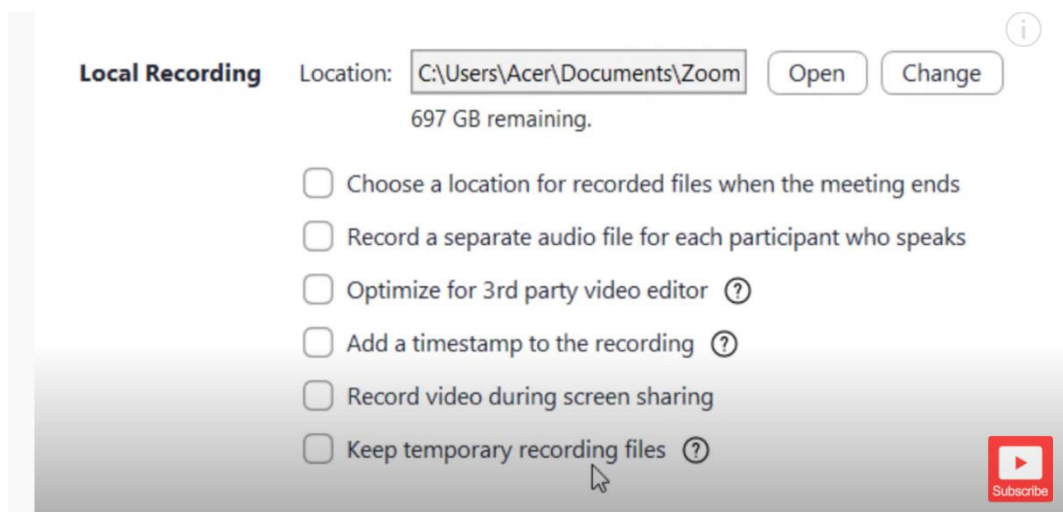 Local Recording Location: C:\Users\Acer\Documents\Zoom Open Change
697 GB remaining.
Choose a location for recorded files when the meeting ends
Record a separate audio file for each participant who speaks
Optimize for 3rd party video editor ?
Add a timestamp to the recording ?
Record video during screen sharing
Keep temporary recording files ?
Subscribe